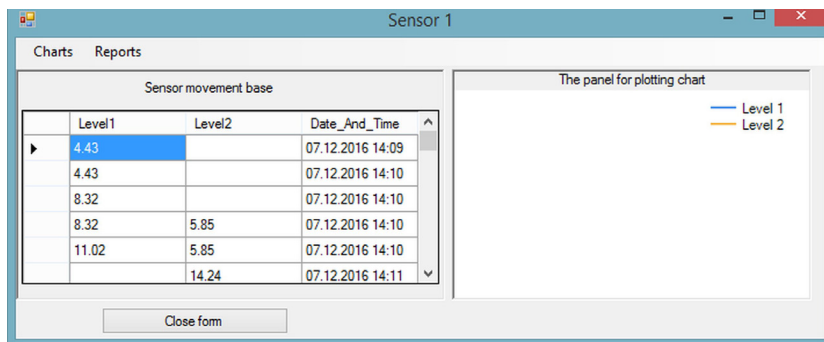 Sensor 1
Charts Reports
Sensor movement base
Level1 Level2 Date_And_Time
4.43 07.12.2016 14:09
4.43 07.12.2016 14:10
8.32 07.12.2016 14:10
8.32 5.85 07.12.2016 14:10
11.02 5.85 07.12.2016 14:10
14.24 07.12.2016 14:11
Close form
The panel for plotting chart
Level 1
Level 2